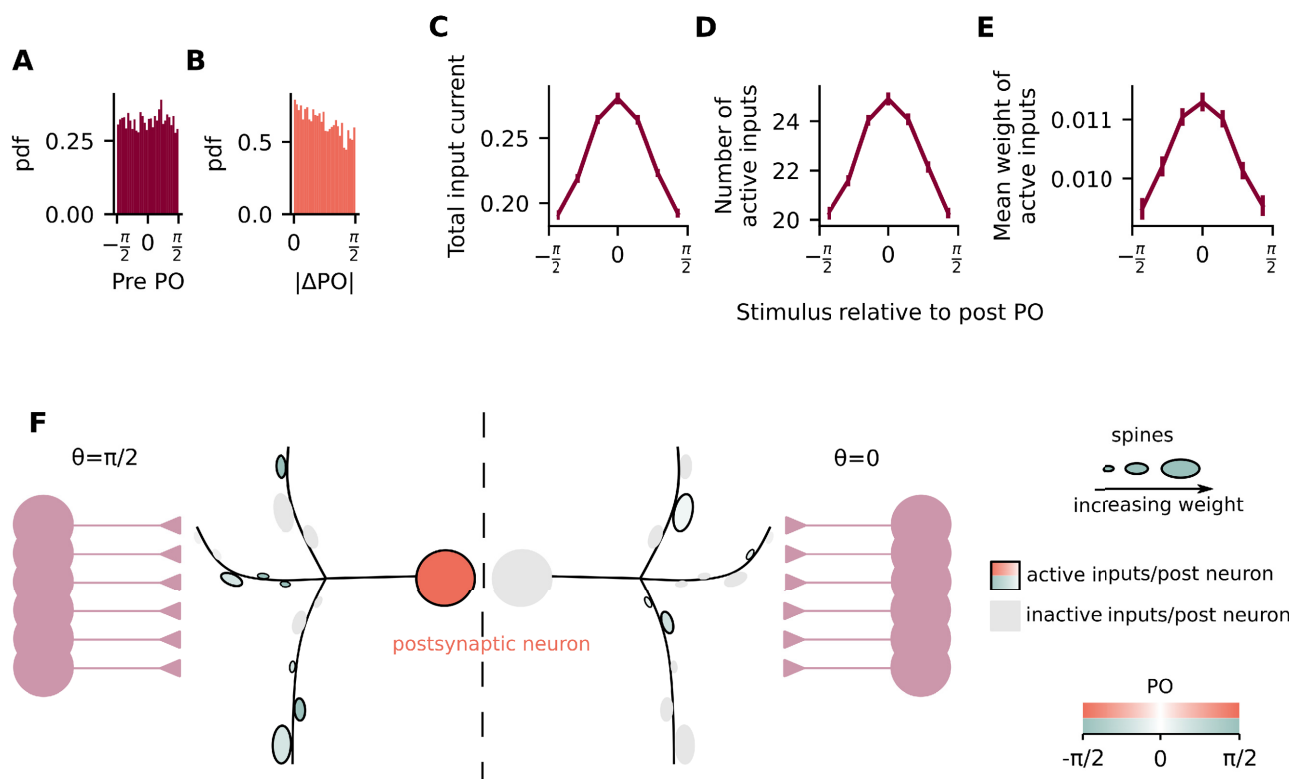 A
pdf
0.25
0.00
−π/2 0 π/2
Pre PO
B
pdf
0.5
0.0
0 π/2
|ΔPO|
C
Total input current
0.25
0.20
−π/2 0 π/2
D
Number of
active inputs
24
22
20
−π/2 0 π/2
E
Mean weight of
actve inputs
0.011
0.010
−π/2 0 π/2
Stimulus relative to post PO
F
θ=π/2
θ=0
postsynaptic neuron
spines
increasing weight
active inputs/post neuron
inactive inputs/post neuron
PO
-π/2 0 π/2